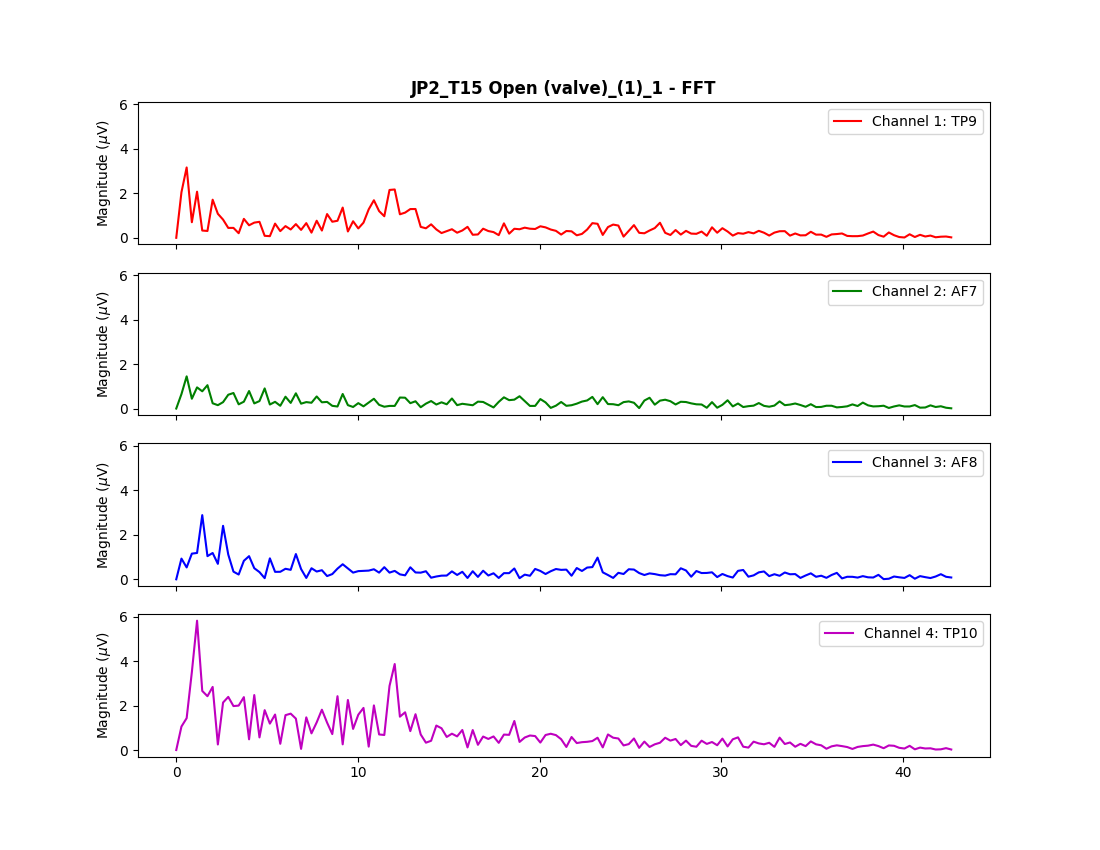 JP2_T15 Open (valve)_(1)_1 - FFT
6
4
2
0
Magnitude (μV)
Channel 1: TP9
6
4
2
0
Magnitude (μV)
Channel 2: AF7
6
4
2
0
Magnitude (μV)
Channel 3: AF8
6
4
2
0
Magnitude (μV)
Channel 4: TP10
0 10 20 30 40